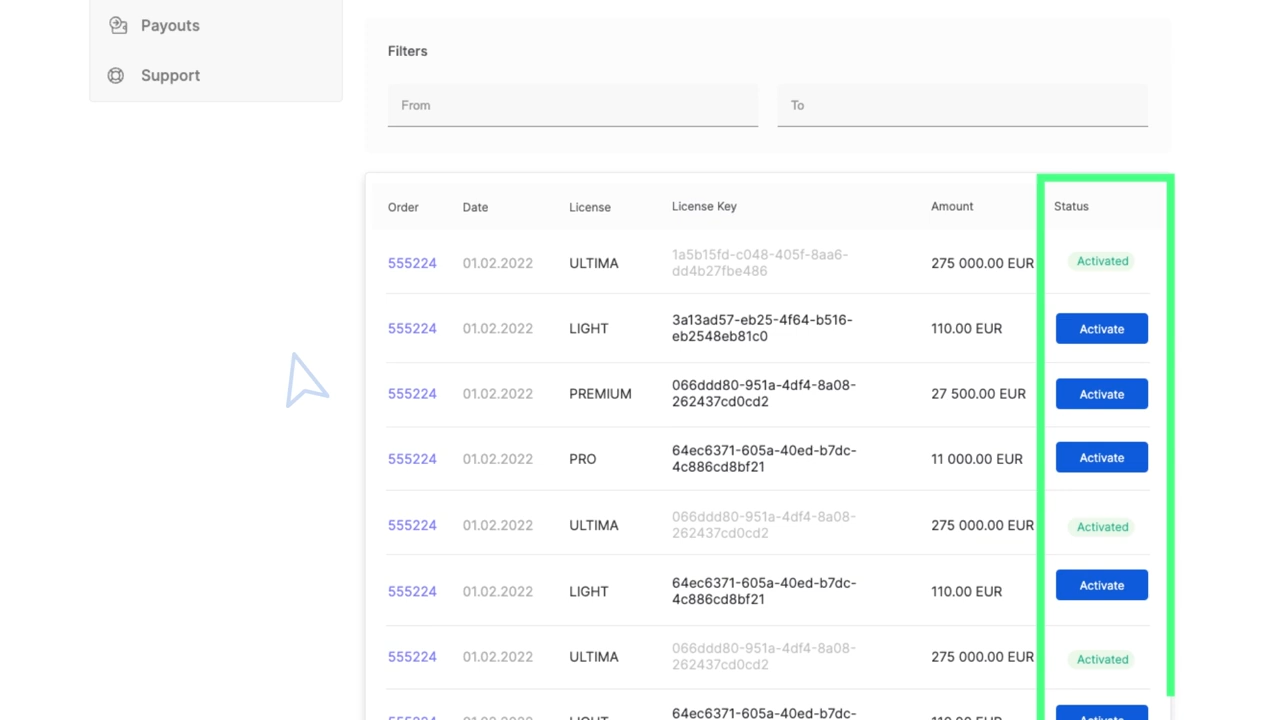 Payouts
Support
Filters
From To
Order Date License License Key Amount Status
555224 01.02.2022 ULTIMA 1a5b15fd-c048-405f-8aa6-
dd4b27fbe486 275 000.00 EUR Activated
555224 01.02.2022 LIGHT 3a13ad57-eb25-4f64-b516-
eb2548eb81c0 110.00 EUR Activate
555224 01.02.2022 PREMIUM 066ddd80-951a-4df4-8a08-
262437cd0cd2 27 500.00 EUR Activate
555224 01.02.2022 PRO 64ec6371-605a-40ed-b7dc-
4c886cd8bf21 11 000.00 EUR Activate
555224 01.02.2022 ULTIMA 066ddd80-951a-4df4-8a08-
262437cd0cd2 275 000.00 EUR Activated
555224 01.02.2022 LIGHT 64ec6371-605a-40ed-b7dc-
4c886cd8bf21 110.00 EUR Activate
555224 01.02.2022 ULTIMA 066ddd80-951a-4df4-8a08-
262437cd0cd2 275 000.00 EUR Activated
64ec6371-605a-40ed-b7dc-